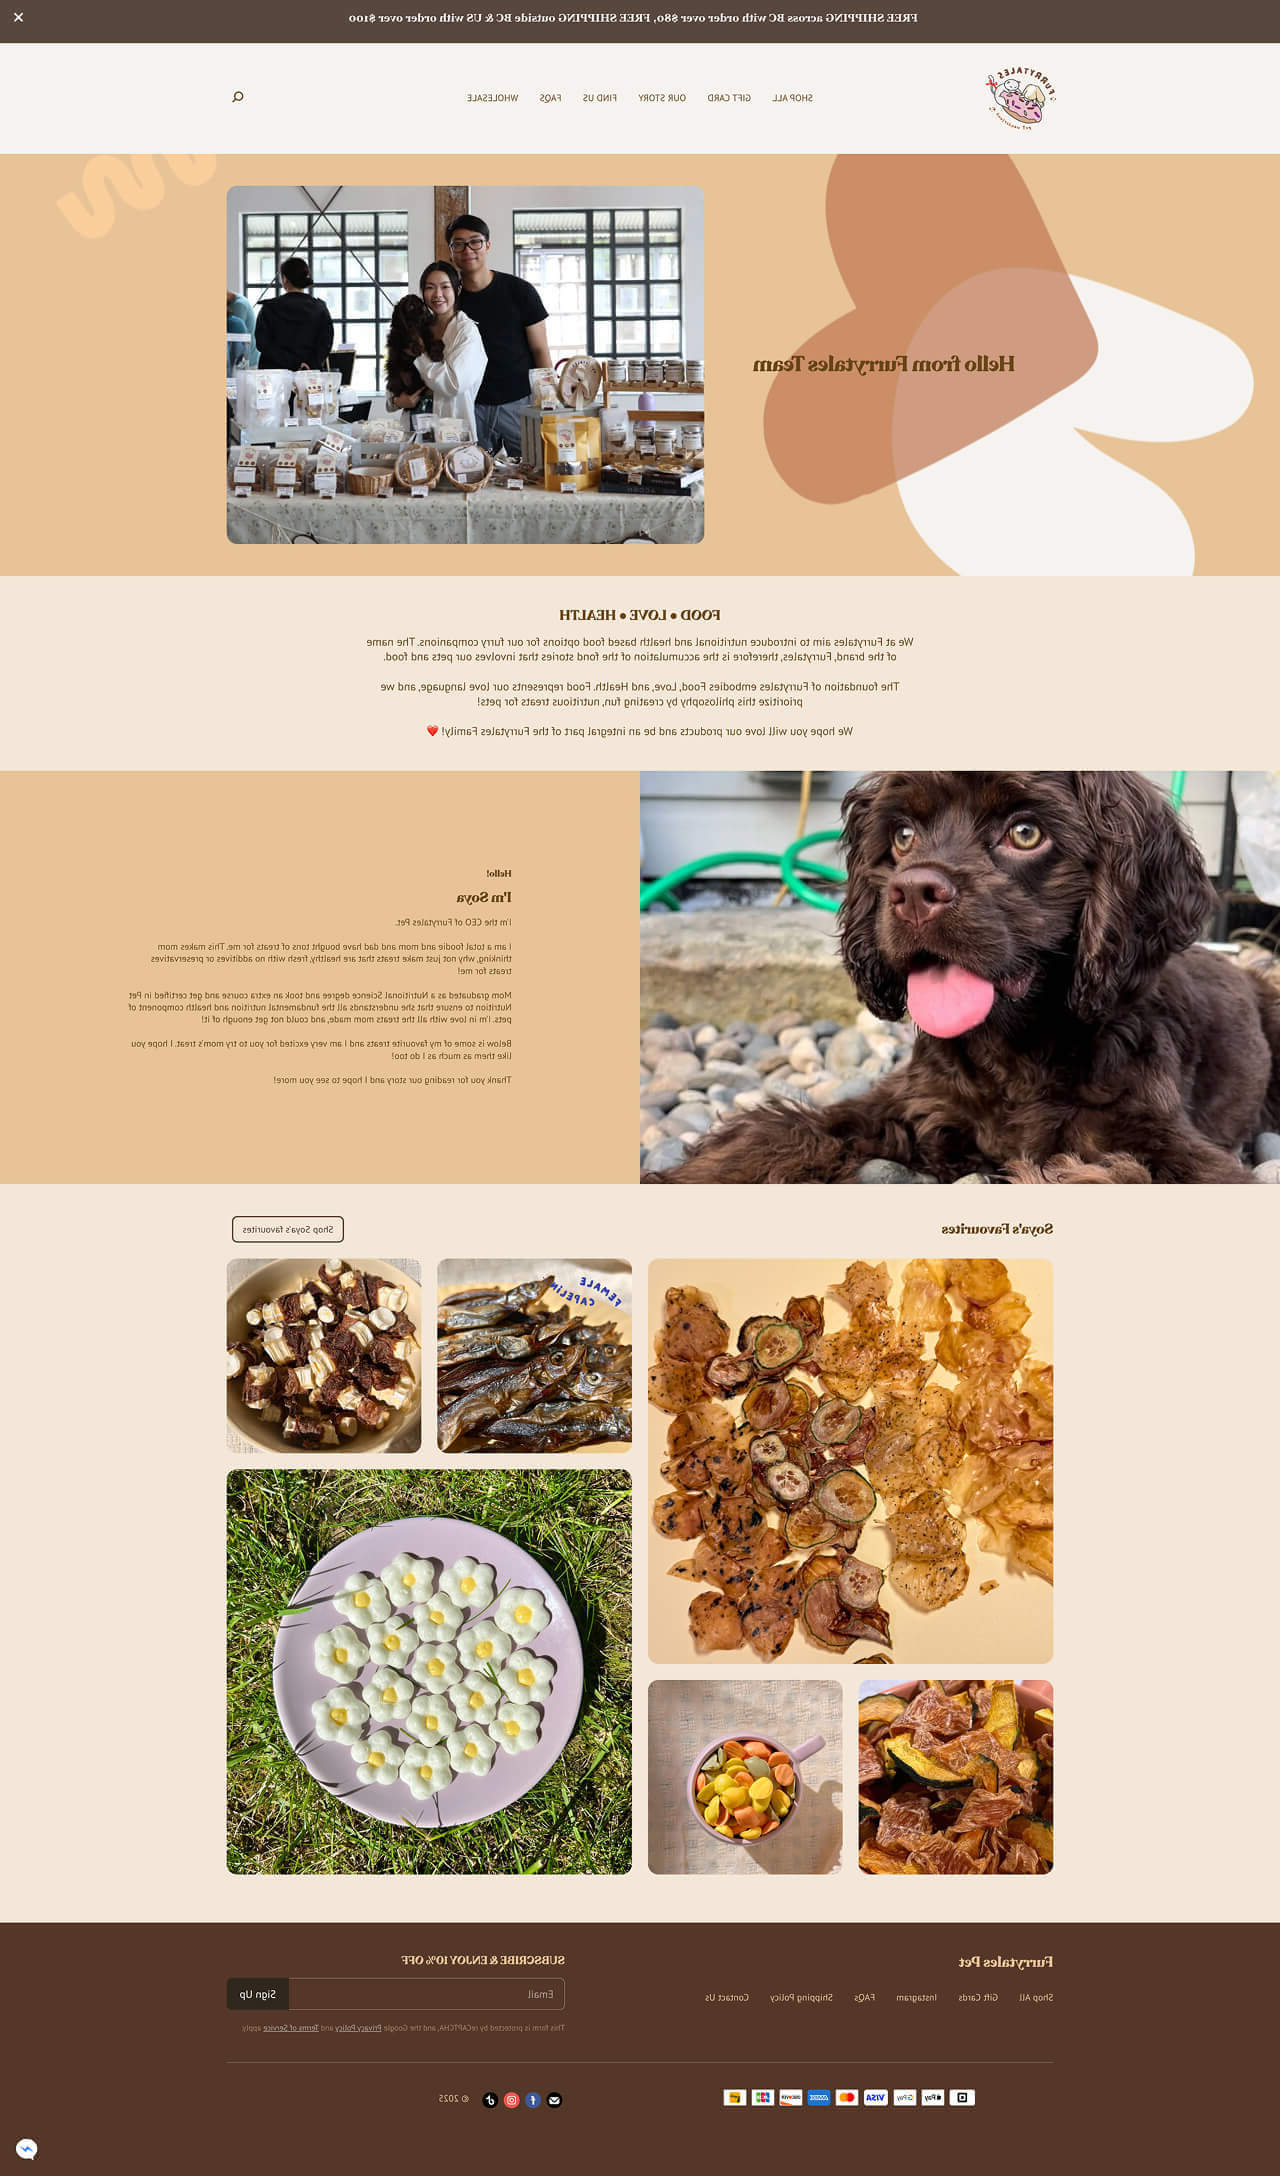 FREE SHIPPING across BC with order over $80, FREE SHIPPING outside BC & US with order over $100
FURRYTALES
SHOP ALL
GIFT CARD
OUR STORY
FIND US
FAQS
WHOLESALE
Hello from Furrytales Team
FOOD ● LOVE ● HEALTH
We at Furrytales aim to introduce nutritional and health based food options for our furry companions. The name
of the brand, Furrytales, therefore is the accumulation of the fond stories that involves our pets and food.
The foundation of Furrytales embodies Food, Love, and Health. Food represents our love language, and we
prioritize this philosophy by creating fun, nutritious treats for pets!
We hope you will love our products and be an integral part of the Furrytales Family! ❤️
Hello!
I'm Soya
I'm the CEO of Furrytales Pet.
I am a total foodie and mom and dad have bought tons of treats for me. This makes mom
thinking, why not just make treats that are healthy, fresh with no additives or preservatives
treats for me!
Mom graduated as a Nutritional Science degree and took an extra course and get certified in Pet
Nutrition to ensure that she understands all the fundamental nutrition and health component of
pets. I'm in love with all the treats mom made, and could not get enough of it!
Below is some of my favourite treats and I am very excited for you to try mom's treat. I hope you
like them as much as I do too!
Thank you for reading our story and I hope to see you more!
Soya's Favourites
Shop Soya's favourites
FEMALE
CAPELIN
Furrytales Pet
Shop All
Gift Cards
Instagram
FAQs
Shipping Policy
Contact Us
SUBSCRIBE & ENJOY 10% OFF
Email
Sign Up
This form is protected by reCAPTCHA, and the Google Privacy Policy and Terms of Service apply.
Pay
G Pay
VISA
DISCOVER
JCB
© 2025